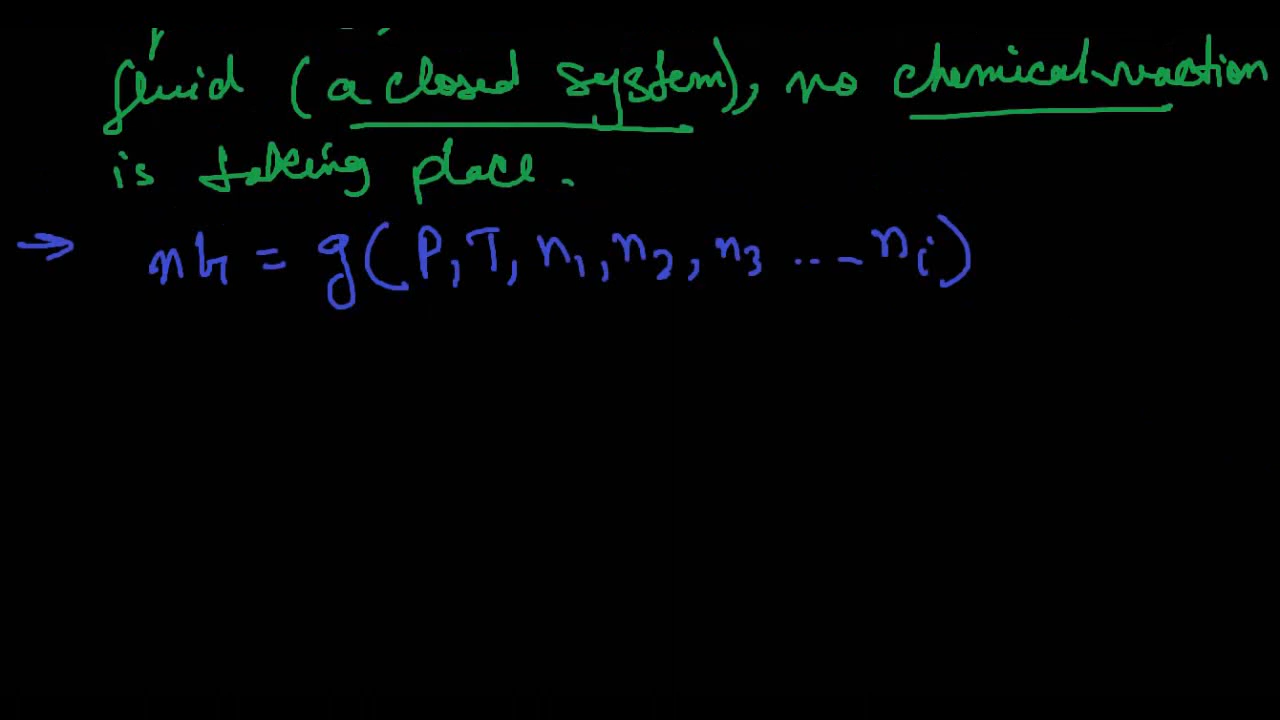 fluid (a closed system), no chemical reaction
is taking place.
→ nG = g(P, T, n₁, n₂, n₃ ... nᵢ)